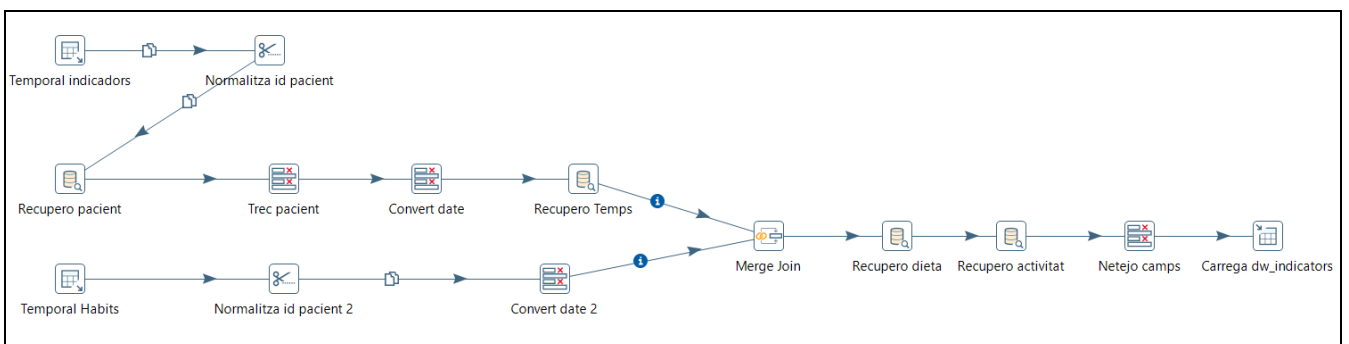 Temporal indicadors
Normalitza id pacient
Recupero pacient
Trec pacient
Convert date
Recupero Temps
Merge Join
Recupero dieta
Recupero activitat
Netejo camps
Carrega dw_indicators
Temporal Habits
Normalitza id pacient 2
Convert date 2